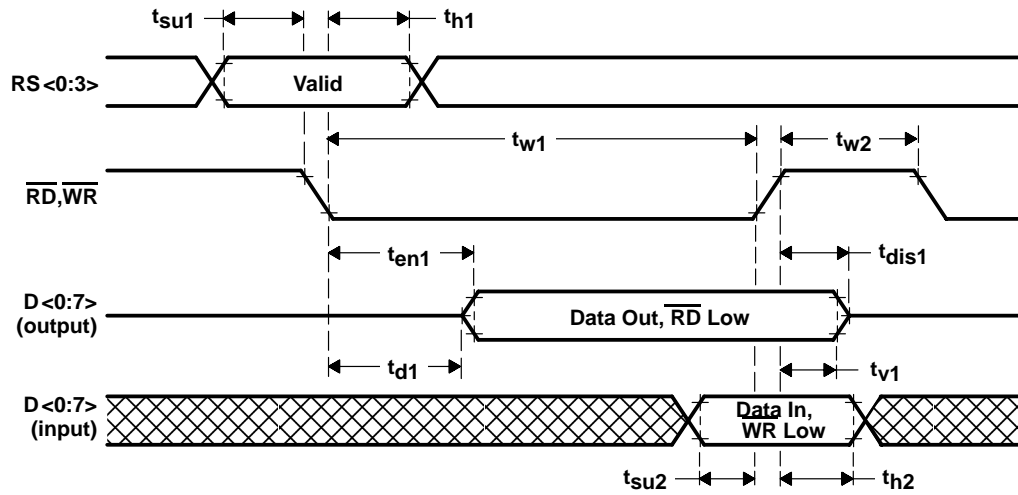 tsu1
th1
RS<0:3>
Valid
tw1
tw2
RD,WR
ten1
tdis1
D<0:7>
(output)
Data Out, RD Low
td1
tv1
D<0:7>
(input)
Data In,
WR Low
tsu2
th2